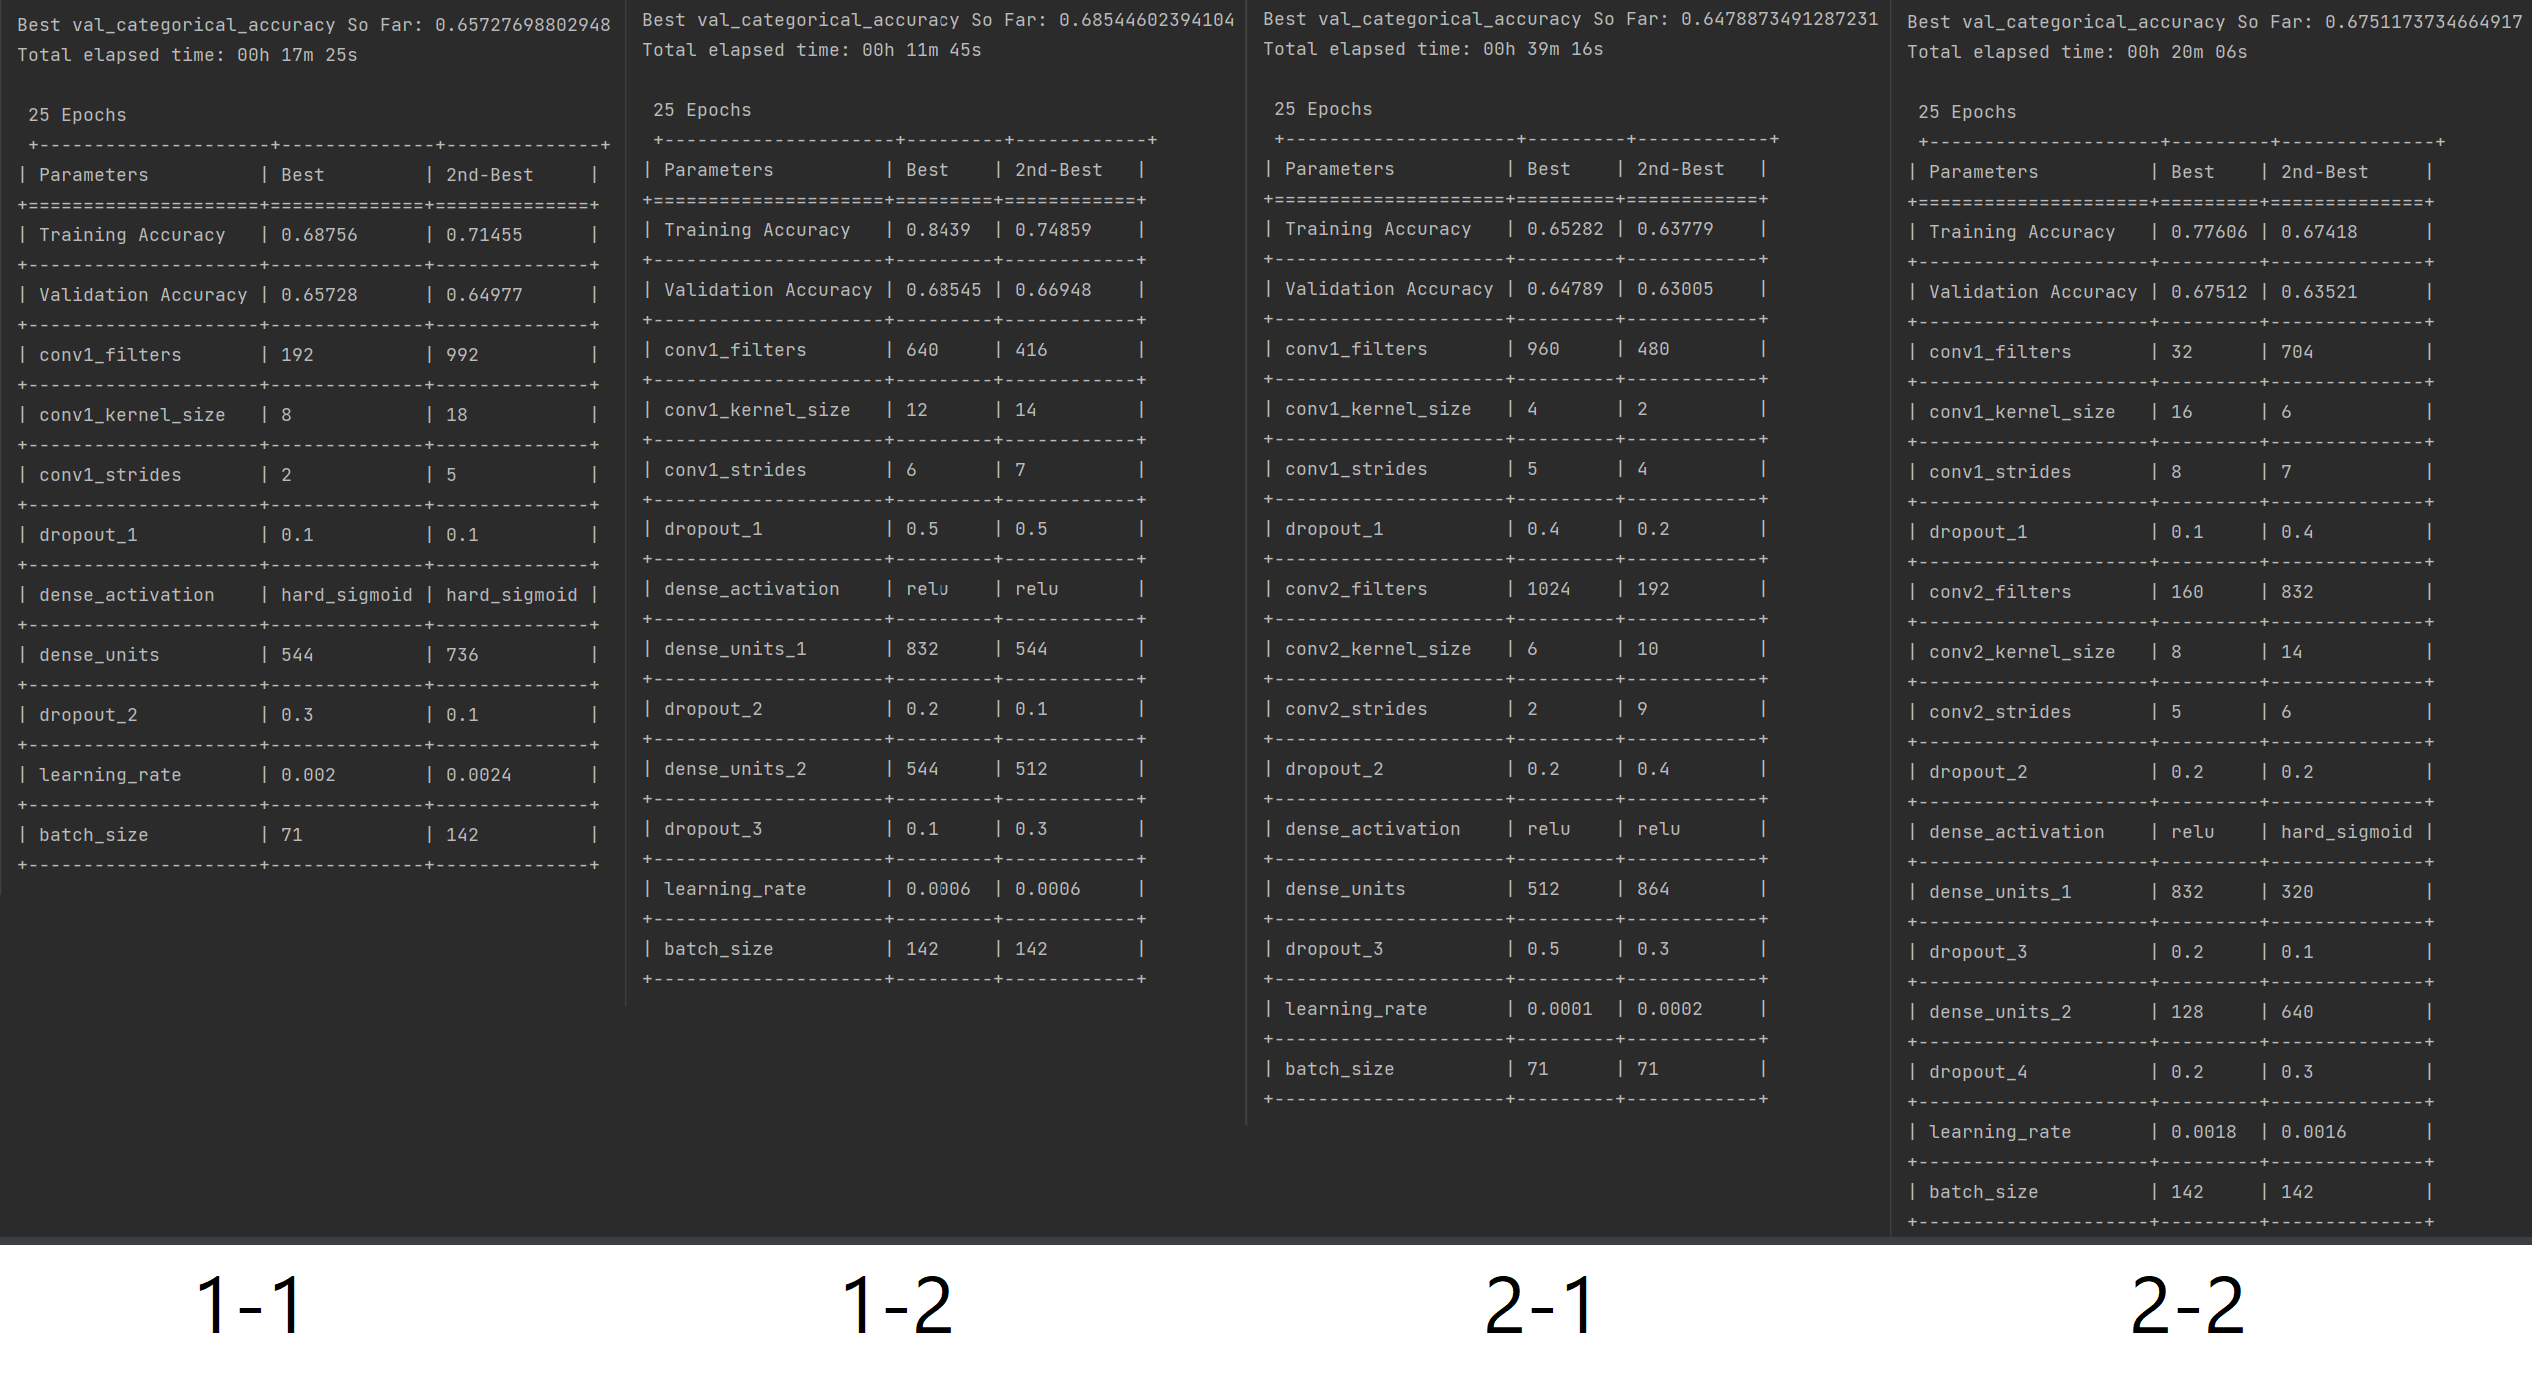 Best val_categorical_accuracy So Far: 0.65727698802948
Total elapsed time: 00h 17m 25s
25 Epochs
| Parameters | Best | 2nd-Best |
| Training Accuracy | 0.68756 | 0.71455 |
| Validation Accuracy | 0.65728 | 0.64977 |
| conv1_filters | 192 | 992 |
| conv1_kernel_size | 8 | 18 |
| conv1_strides | 2 | 5 |
| dropout_1 | 0.1 | 0.1 |
| dense_activation | hard_sigmoid | hard_sigmoid |
| dense_units | 544 | 736 |
| dropout_2 | 0.3 | 0.1 |
| learning_rate | 0.002 | 0.0024 |
| batch_size | 71 | 142 |
1-1
Best val_categorical_accuracy So Far: 0.68544602394104
Total elapsed time: 00h 11m 45s
25 Epochs
| Parameters | Best | 2nd-Best |
| Training Accuracy | 0.8439 | 0.74859 |
| Validation Accuracy | 0.68545 | 0.66948 |
| conv1_filters | 640 | 416 |
| conv1_kernel_size | 12 | 14 |
| conv1_strides | 6 | 7 |
| dropout_1 | 0.5 | 0.5 |
| dense_activation | relu | relu |
| dense_units_1 | 832 | 544 |
| dropout_2 | 0.2 | 0.1 |
| dense_units_2 | 544 | 512 |
| dropout_3 | 0.1 | 0.3 |
| learning_rate | 0.0006 | 0.0006 |
| batch_size | 142 | 142 |
1-2
Best val_categorical_accuracy So Far: 0.6478873491287231
Total elapsed time: 00h 39m 16s
25 Epochs
| Parameters | Best | 2nd-Best |
| Training Accuracy | 0.65282 | 0.63779 |
| Validation Accuracy | 0.64789 | 0.63005 |
| conv1_filters | 960 | 480 |
| conv1_kernel_size | 4 | 2 |
| conv1_strides | 5 | 4 |
| dropout_1 | 0.4 | 0.2 |
| conv2_filters | 1024 | 192 |
| conv2_kernel_size | 6 | 10 |
| conv2_strides | 2 | 9 |
| dropout_2 | 0.2 | 0.4 |
| dense_activation | relu | relu |
| dense_units | 512 | 864 |
| dropout_3 | 0.5 | 0.3 |
| learning_rate | 0.0001 | 0.0002 |
| batch_size | 71 | 71 |
2-1
Best val_categorical_accuracy So Far: 0.6751173734664917
Total elapsed time: 00h 20m 06s
25 Epochs
| Parameters | Best | 2nd-Best |
| Training Accuracy | 0.77606 | 0.67418 |
| Validation Accuracy | 0.67512 | 0.63521 |
| conv1_filters | 32 | 704 |
| conv1_kernel_size | 16 | 6 |
| conv1_strides | 8 | 7 |
| dropout_1 | 0.1 | 0.4 |
| conv2_filters | 160 | 832 |
| conv2_kernel_size | 8 | 14 |
| conv2_strides | 5 | 6 |
| dropout_2 | 0.2 | 0.2 |
| dense_activation | relu | hard_sigmoid |
| dense_units_1 | 832 | 320 |
| dropout_3 | 0.2 | 0.1 |
| dense_units_2 | 128 | 640 |
| dropout_4 | 0.2 | 0.3 |
| learning_rate | 0.0018 | 0.0016 |
| batch_size | 142 | 142 |
2-2